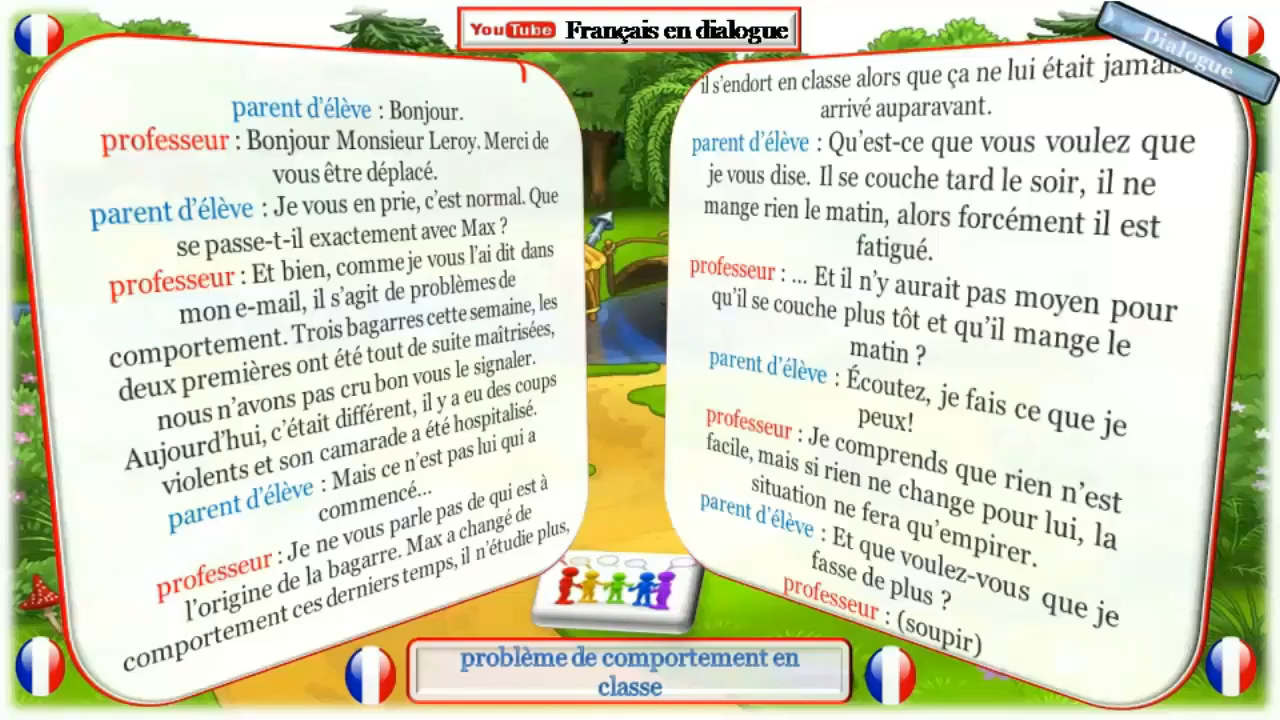 YouTube Français en dialogue
Dialogue
parent d'élève : Bonjour.
professeur : Bonjour Monsieur Leroy. Merci de
vous être déplacé.
parent d'élève : Je vous en prie, c'est normal. Que
se passe-t-il exactement avec Max ?
professeur : Et bien, comme je vous l'ai dit dans
mon e-mail, il s'agit de problèmes de
comportement. Trois bagarres cette semaine, les
deux premières ont été tout de suite maîtrisées,
nous n'avons pas cru bon vous le signaler.
Aujourd'hui, c'était différent, il y a eu des coups
violents et son camarade a été hospitalisé.
parent d'élève : Mais ce n'est pas lui qui a
commencé...
professeur : Je ne vous parle pas de qui est à
l'origine de la bagarre. Max a changé de
comportement ces derniers temps, il n'étudie plus,
il s'endort en classe alors que ça ne lui était jamais
arrivé auparavant.
parent d'élève : Qu'est-ce que vous voulez que
je vous dise. Il se couche tard le soir, il ne
mange rien le matin, alors forcément il est
fatigué.
professeur : ... Et il n'y aurait pas moyen pour
qu'il se couche plus tôt et qu'il mange le
matin ?
parent d'élève : Écoutez, je fais ce que je
peux!
professeur : Je comprends que rien n'est
facile, mais si rien ne change pour lui, la
situation ne fera qu'empirer.
parent d'élève : Et que voulez-vous que je
fasse de plus ?
professeur : (soupir)
problème de comportement en
classe